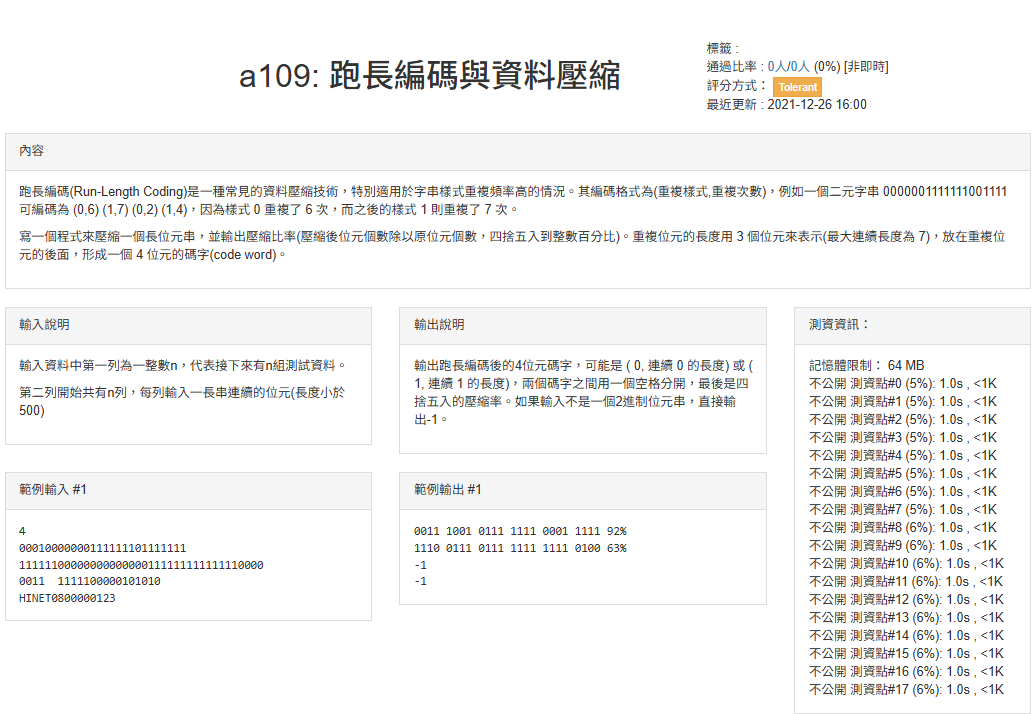 a109: 跑長編碼與資料壓縮
標籤 :
通過比率 : 0人/0人 (0%) [非即時]
評分方式： Tolerant
最近更新 : 2021-12-26 16:00
內容
跑長編碼(Run-Length Coding)是一種常見的資料壓縮技術，特別適用於字串樣式重複頻率高的情況。其編碼格式為(重複樣式,重複次數)，例如一個二元字串 0000001111111001111
可編碼為 (0,6) (1,7) (0,2) (1,4)，因為樣式 0 重複了 6 次，而之後的樣式 1 則重複了 7 次。
寫一個程式來壓縮一個長位元串，並輸出壓縮比率(壓縮後位元個數除以原位元個數，四捨五入到整數百分比)。重複位元的長度用 3 個位元來表示(最大連續長度為 7)，放在重複位
元的後面，形成一個 4 位元的碼字(code word)。
輸入說明
輸入資料中第一列為一整數n，代表接下來有n組測試資料。
第二列開始共有n列，每列輸入一長串連續的位元(長度小於
500)
輸出說明
輸出跑長編碼後的4位元碼字，可能是 ( 0, 連續 0 的長度) 或 (
1, 連續 1 的長度)，兩個碼字之間用一個空格分開，最後是四
捨五入的壓縮率。如果輸入不是一個2進制位元串，直接輸
出-1。
測資資訊：
記憶體限制： 64 MB
不公開 測資點#0 (5%): 1.0s , <1K
不公開 測資點#1 (5%): 1.0s , <1K
不公開 測資點#2 (5%): 1.0s , <1K
不公開 測資點#3 (5%): 1.0s , <1K
不公開 測資點#4 (5%): 1.0s , <1K
不公開 測資點#5 (5%): 1.0s , <1K
不公開 測資點#6 (5%): 1.0s , <1K
不公開 測資點#7 (5%): 1.0s , <1K
不公開 測資點#8 (6%): 1.0s , <1K
不公開 測資點#9 (6%): 1.0s , <1K
不公開 測資點#10 (6%): 1.0s , <1K
不公開 測資點#11 (6%): 1.0s , <1K
不公開 測資點#12 (6%): 1.0s , <1K
不公開 測資點#13 (6%): 1.0s , <1K
不公開 測資點#14 (6%): 1.0s , <1K
不公開 測資點#15 (6%): 1.0s , <1K
不公開 測資點#16 (6%): 1.0s , <1K
不公開 測資點#17 (6%): 1.0s , <1K
範例輸入 #1
4
00010000000111111101111111
11111100000000000000111111111111110000
0011  1111100000101010
HINET0800000123
範例輸出 #1
0011 1001 0111 1111 0001 1111 92%
1110 0111 0111 1111 1111 0100 63%
-1
-1